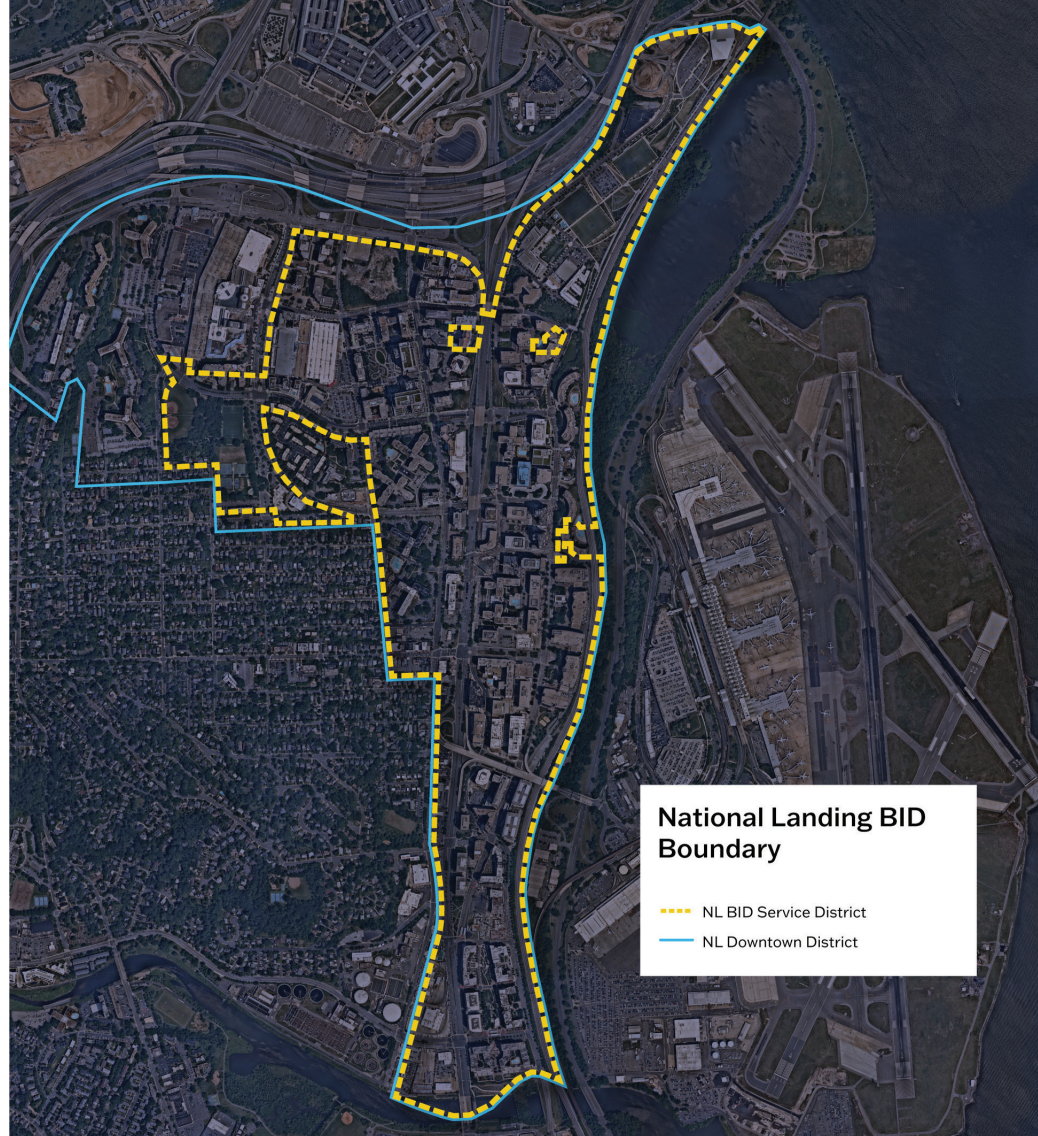 National Landing BID
Boundary
NL BID Service District
NL Downtown District